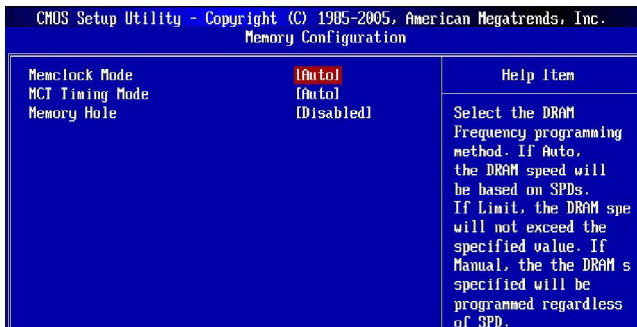 CMOS Setup Utility - Copyright (C) 1985-2005, American Megatrends, Inc.
Memory Configuration
Memclock Mode [Auto]
MCT Timing Mode [Auto]
Memory Hole [Disabled]
Help Item
Select the DRAM
Frequency programming
method. If Auto,
the DRAM speed will
be based on SPDs.
If Limit, the DRAM spe
will not exceed the
specified value. If
Manual, the the DRAM s
specified will be
programmed regardless
of SPD.